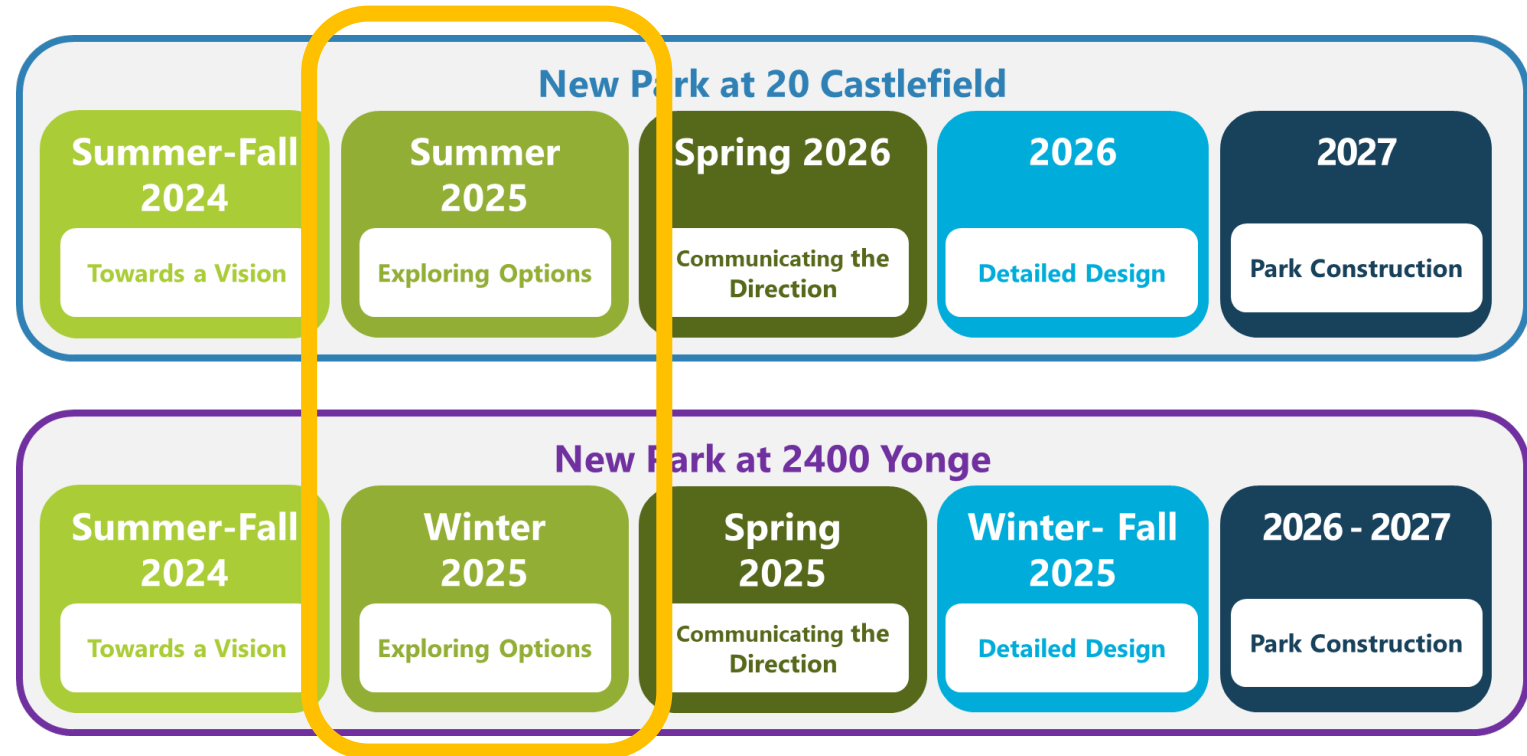 New Park at 20 Castlefield
Summer-Fall
2024
Towards a Vision
Summer
2025
Exploring Options
Spring 2026
Communicating the
Direction
2026
Detailed Design
2027
Park Construction
New Park at 2400 Yonge
Summer-Fall
2024
Towards a Vision
Winter
2025
Exploring Options
Spring
2025
Communicating the
Direction
Winter- Fall
2025
Detailed Design
2026 - 2027
Park Construction